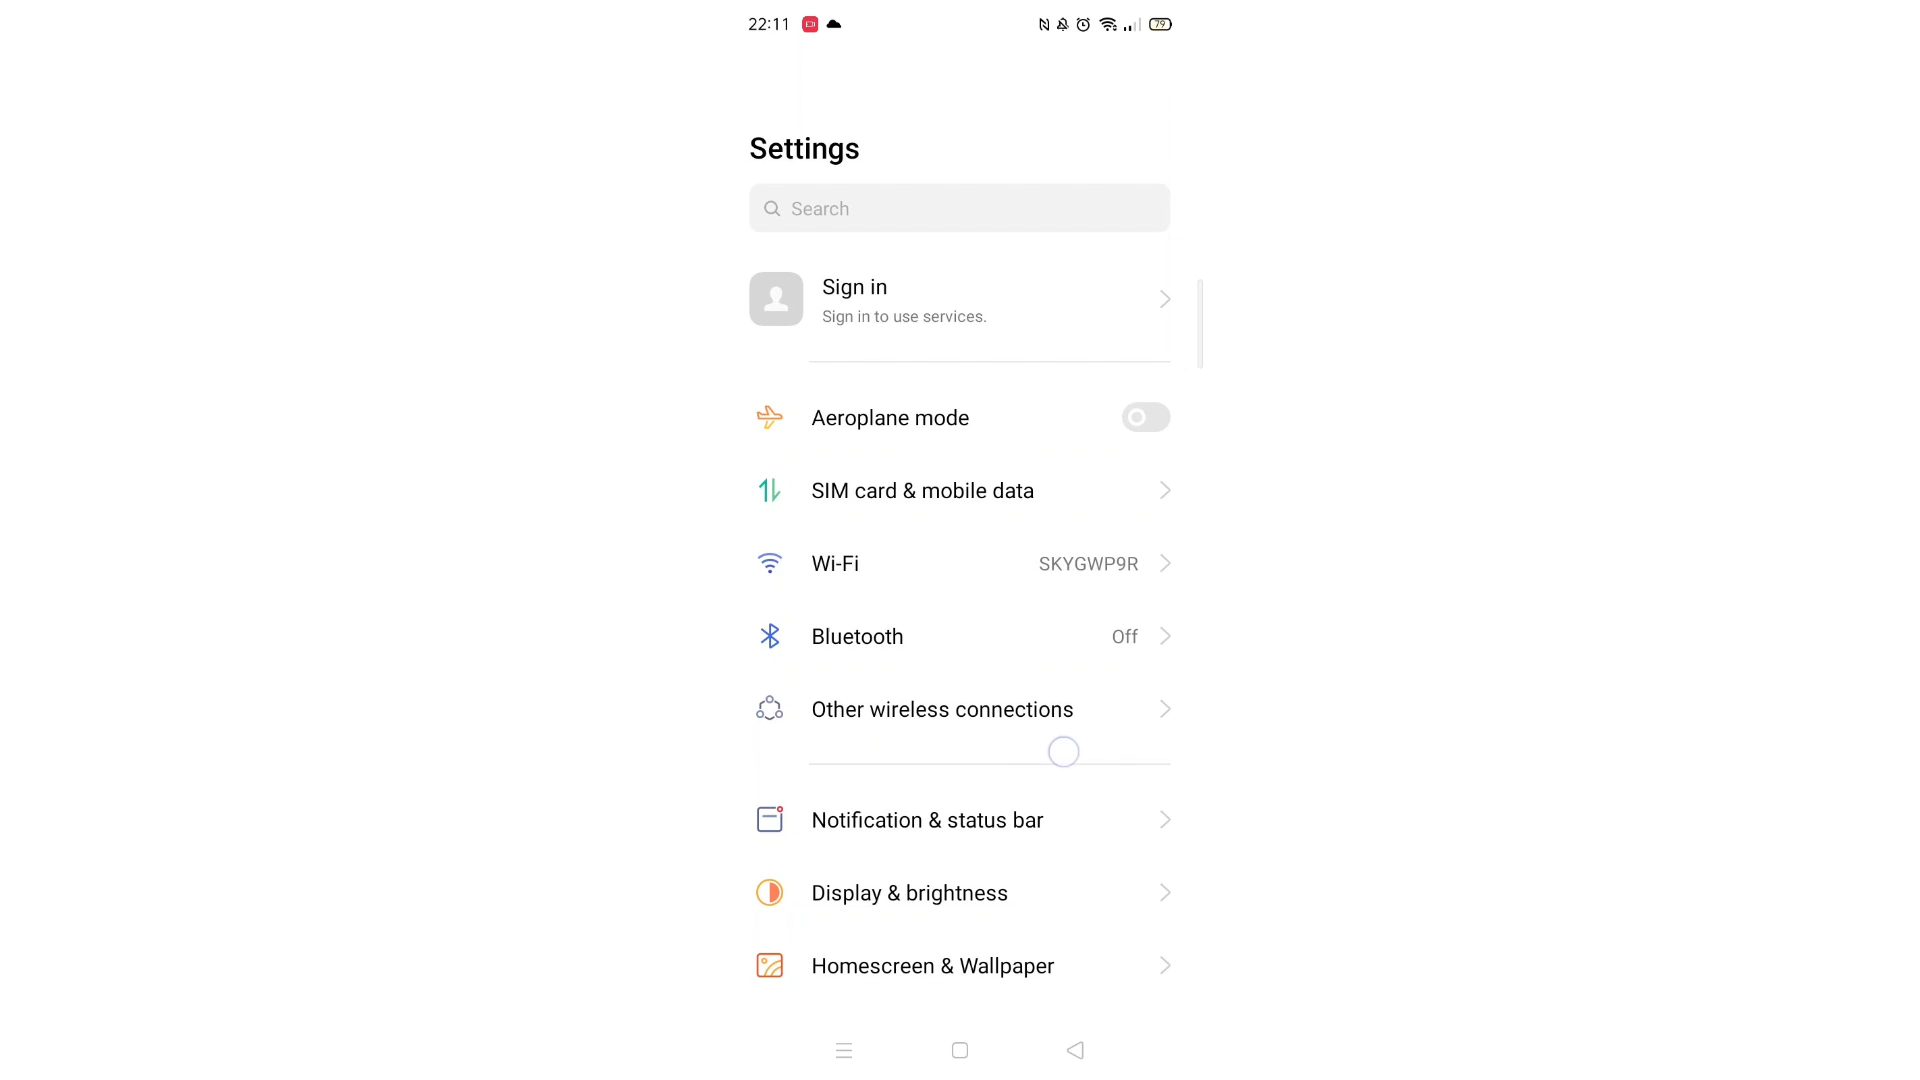 22:11
79
Settings
Search
Sign in
Sign in to use services.
Aeroplane mode
SIM card & mobile data
Wi-Fi
SKYGWP9R
Bluetooth
Off
Other wireless connections
Notification & status bar
Display & brightness
Homescreen & Wallpaper